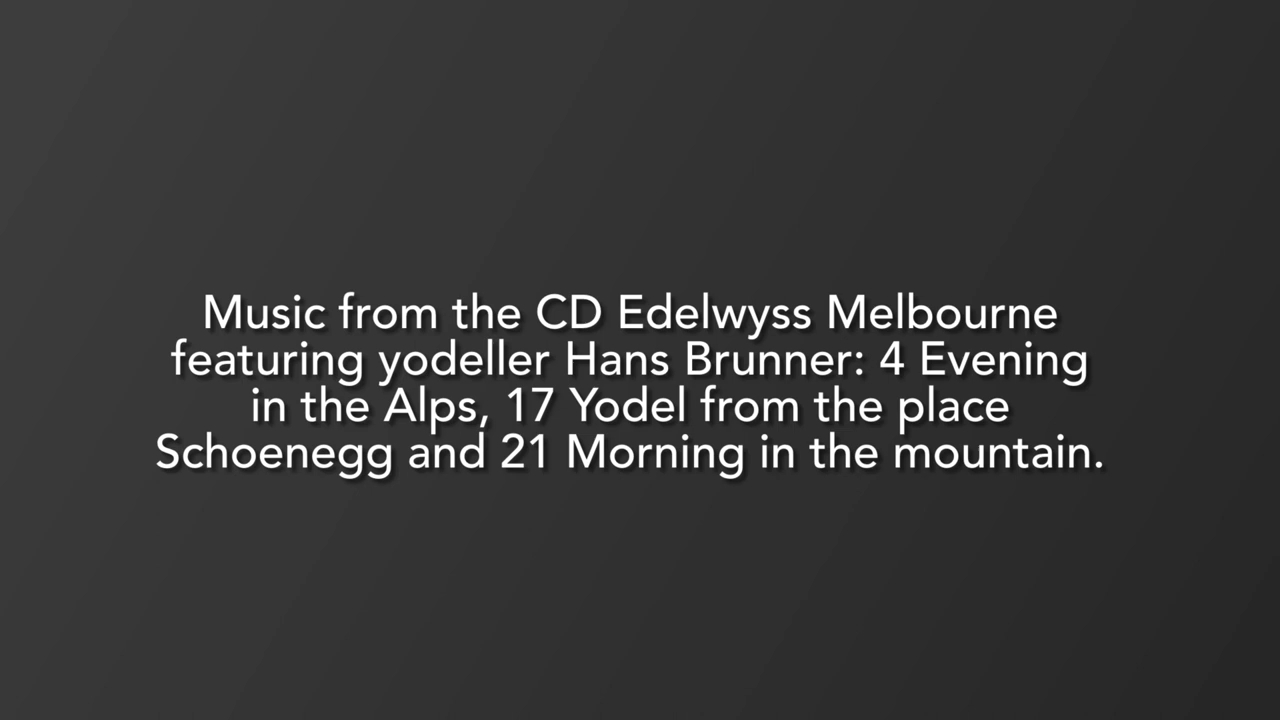 Music from the CD Edelwyss Melbourne
featuring yodeller Hans Brunner: 4 Evening
in the Alps, 17 Yodel from the place
Schoenegg and 21 Morning in the mountain.